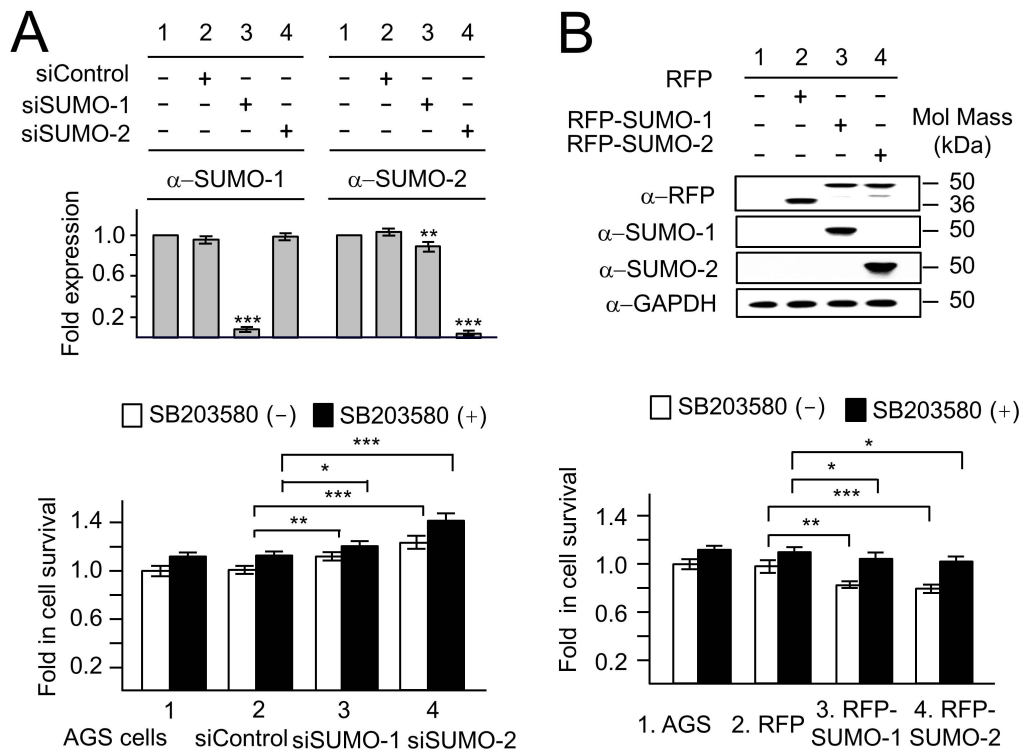 A
1 2 3 4 1 2 3 4
siControl – + – – – + – –
siSUMO-1 – – + – – – + –
siSUMO-2 – – – + – – – +
α–SUMO-1 α–SUMO-2
Fold expression
1.0
0.6
0.2
*** ** ***
SB203580 (–) SB203580 (+)
***
*
***
**
Fold in cell survival
1.4
1.0
0.6
0.2
1 2 3 4
AGS cells siControl siSUMO-1 siSUMO-2
B
1 2 3 4
RFP – + – –
RFP-SUMO-1 – – + –
RFP-SUMO-2 – – – +
Mol Mass
(kDa)
α–RFP – 50
– 36
α–SUMO-1 – 50
α–SUMO-2 – 50
α–GAPDH – 50
SB203580 (–) SB203580 (+)
*
*
***
**
Fold in cell survival
1.4
1.0
0.6
0.2
1. AGS 2. RFP 3. RFP- 4. RFP-
SUMO-1 SUMO-2